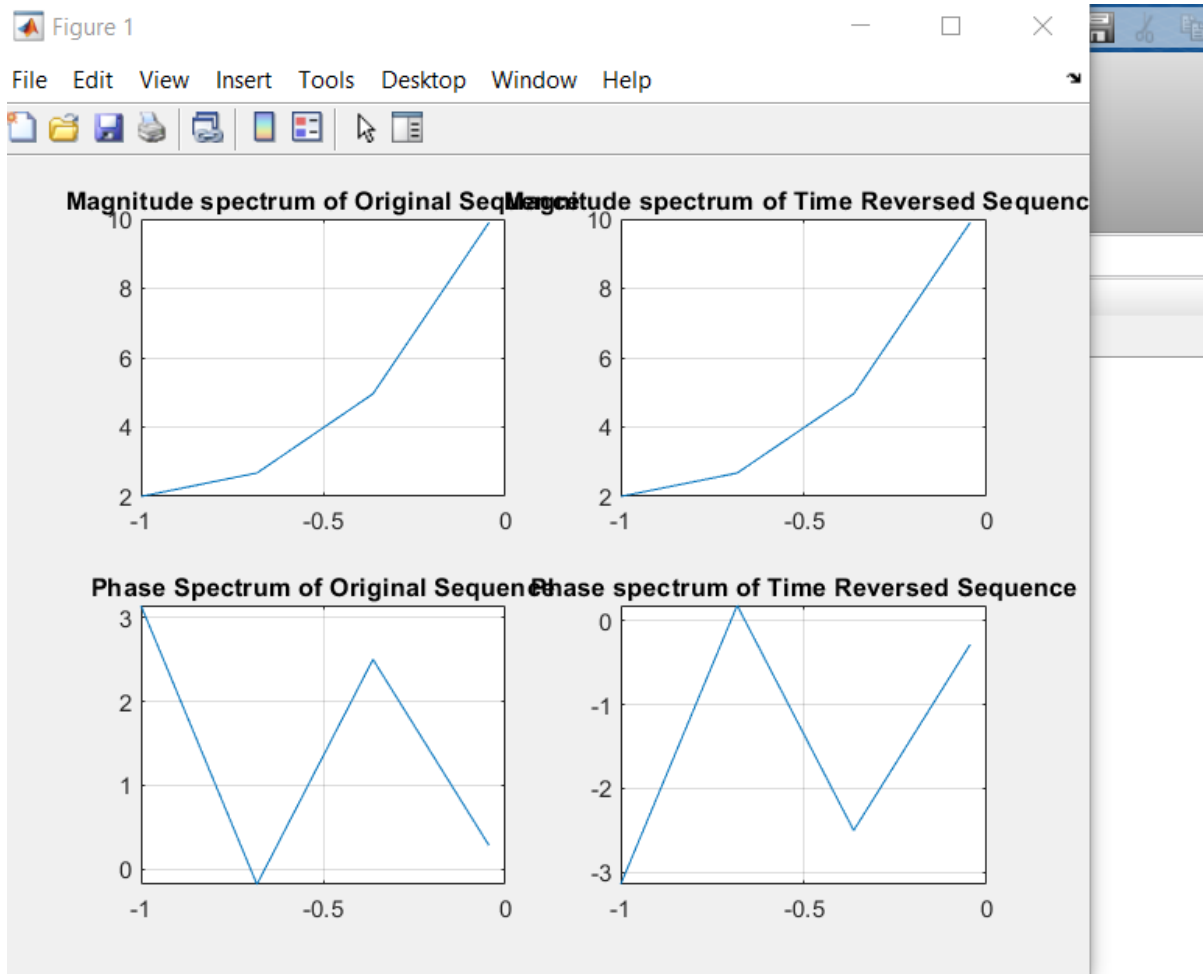 Figure 1
File Edit View Insert Tools Desktop Window Help
Magnitude spectrum of Original Sequence
Magnitude spectrum of Time Reversed Sequenc
10
8
6
4
2
-1 -0.5 0
10
8
6
4
2
-1 -0.5 0
Phase Spectrum of Original Sequence
Phase spectrum of Time Reversed Sequence
3
2
1
0
-1 -0.5 0
0
-1
-2
-3
-1 -0.5 0